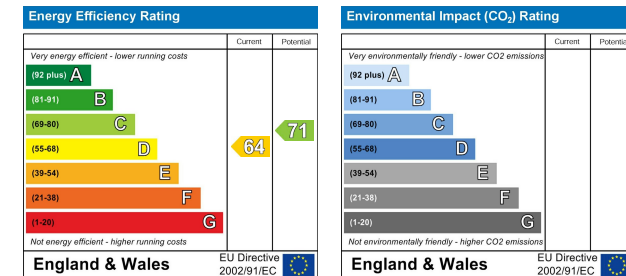 Energy Efficiency Rating
Current Potential
Very energy efficient - lower running costs
(92 plus) A
(81-91) B
(69-80) C
(55-68) D
(39-54) E
(21-38) F
(1-20) G
64
71
Not energy efficient - higher running costs
England & Wales
EU Directive
2002/91/EC
Environmental Impact (CO₂) Rating
Current Potential
Very environmentally friendly - lower CO2 emissions
(92 plus) A
(81-91) B
(69-80) C
(55-68) D
(39-54) E
(21-38) F
(1-20) G
Not environmentally friendly - higher CO2 emissions
England & Wales
EU Directive
2002/91/EC